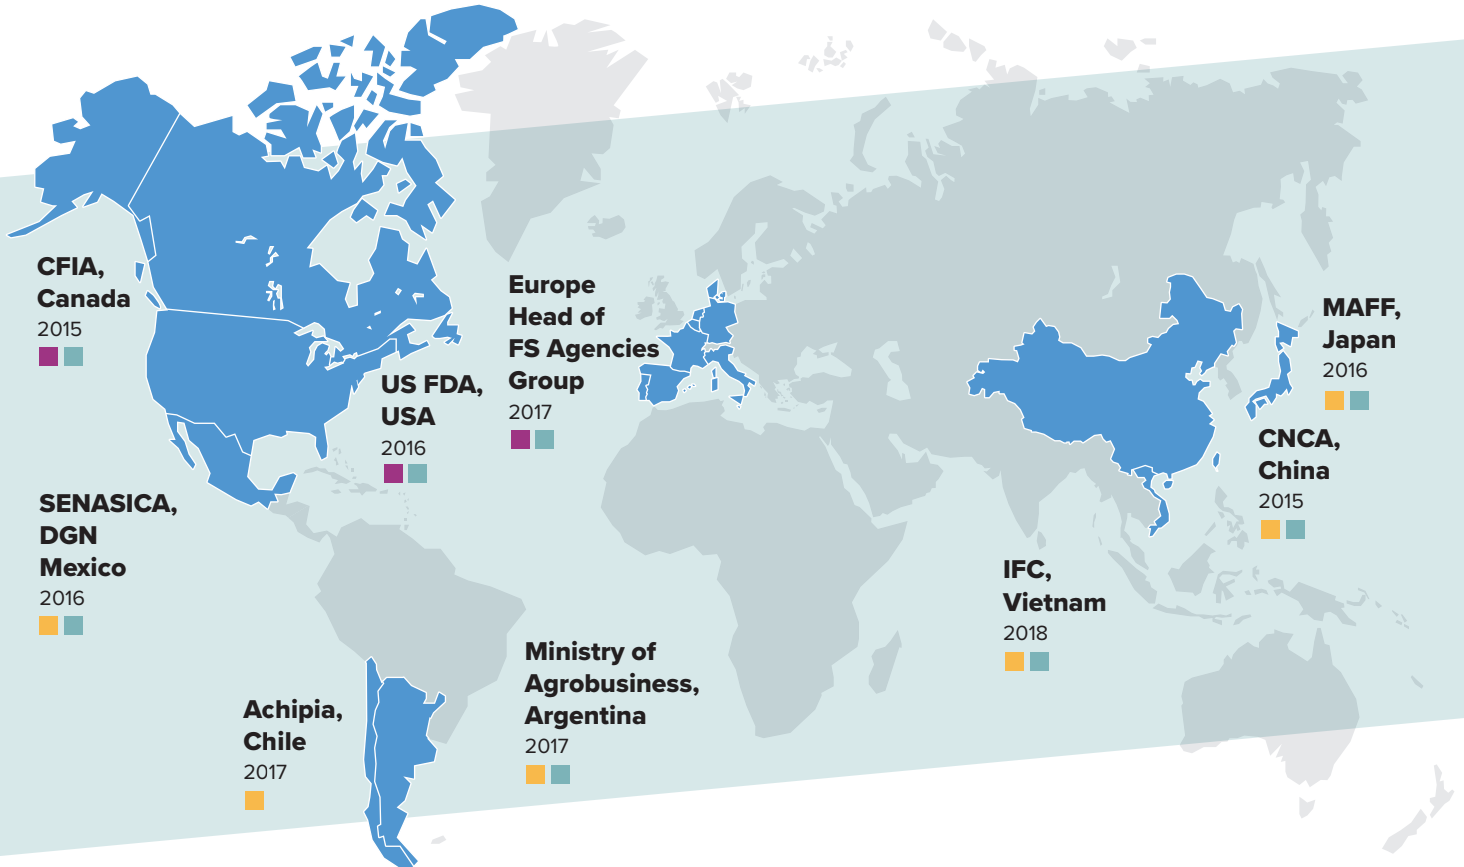 CFIA,
Canada
2015
US FDA,
USA
2016
SENASICA,
DGN
Mexico
2016
Achipia,
Chile
2017
Europe
Head of
FS Agencies
Group
2017
Ministry of
Agrobusiness,
Argentina
2017
MAFF,
Japan
2016
CNCA,
China
2015
IFC,
Vietnam
2018